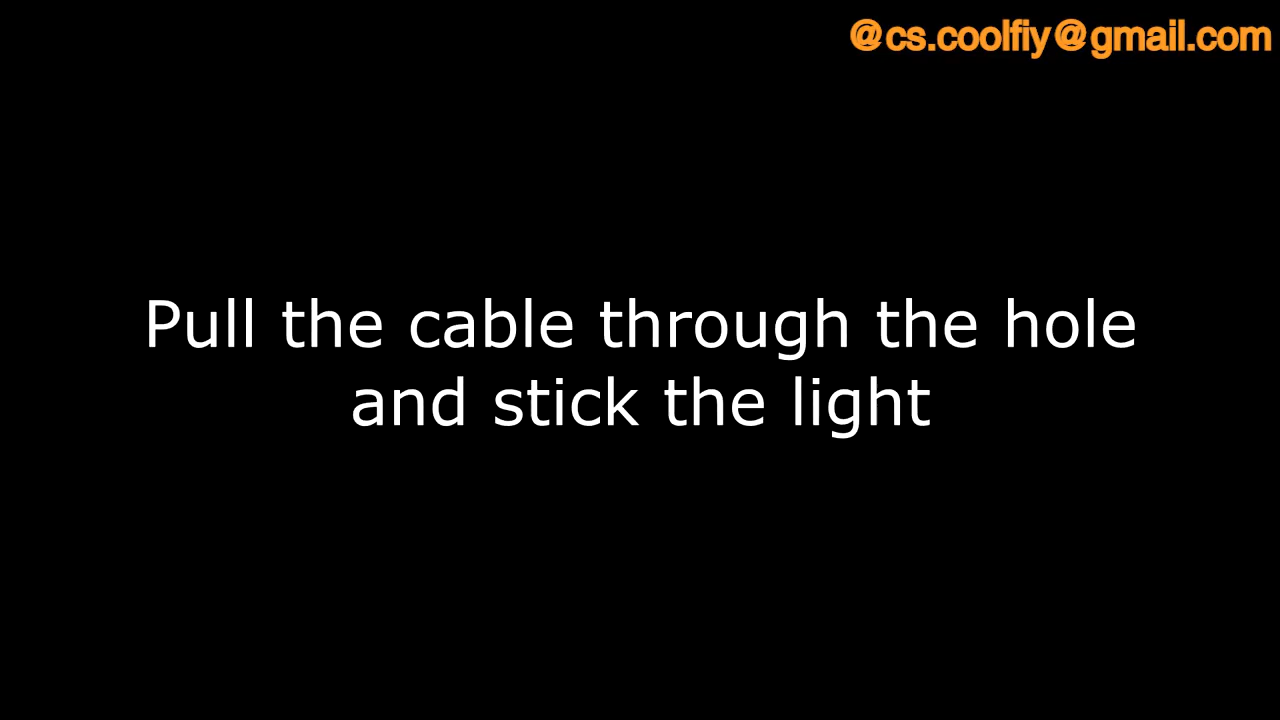 @cs.coolfiy@gmail.com
Pull the cable through the hole
and stick the light